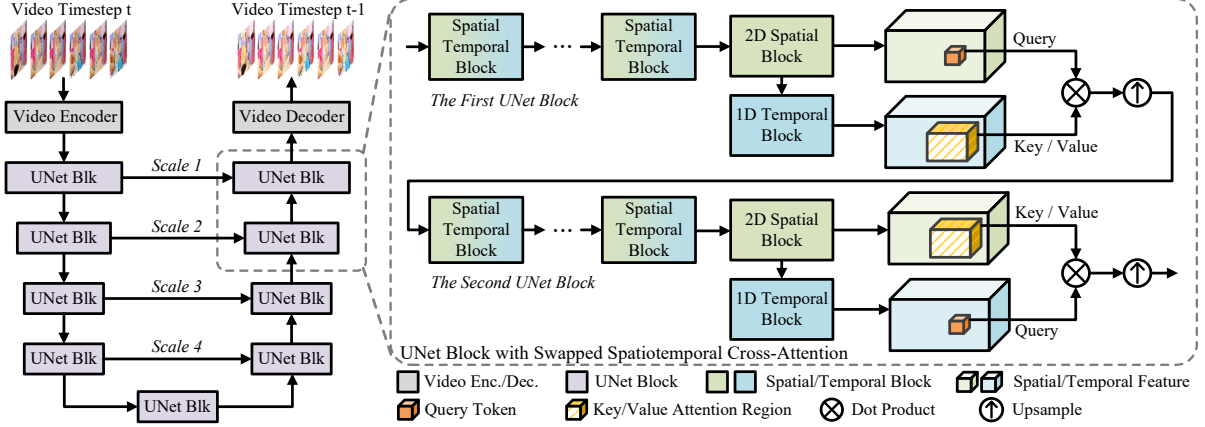 Video Timestep t
Video Timestep t-1
Video Encoder
Video Decoder
UNet Blk
Scale 1
UNet Blk
UNet Blk
Scale 2
UNet Blk
UNet Blk
Scale 3
UNet Blk
UNet Blk
Scale 4
UNet Blk
UNet Blk
Spatial
Temporal
Block
...
Spatial
Temporal
Block
2D Spatial
Block
Query
The First UNet Block
1D Temporal
Block
Key / Value
Spatial
Temporal
Block
...
Spatial
Temporal
Block
2D Spatial
Block
Key / Value
The Second UNet Block
1D Temporal
Block
Query
UNet Block with Swapped Spatiotemporal Cross-Attention
Video Enc./Dec.
UNet Block
Spatial/Temporal Block
Spatial/Temporal Feature
Query Token
Key/Value Attention Region
Dot Product
Upsample